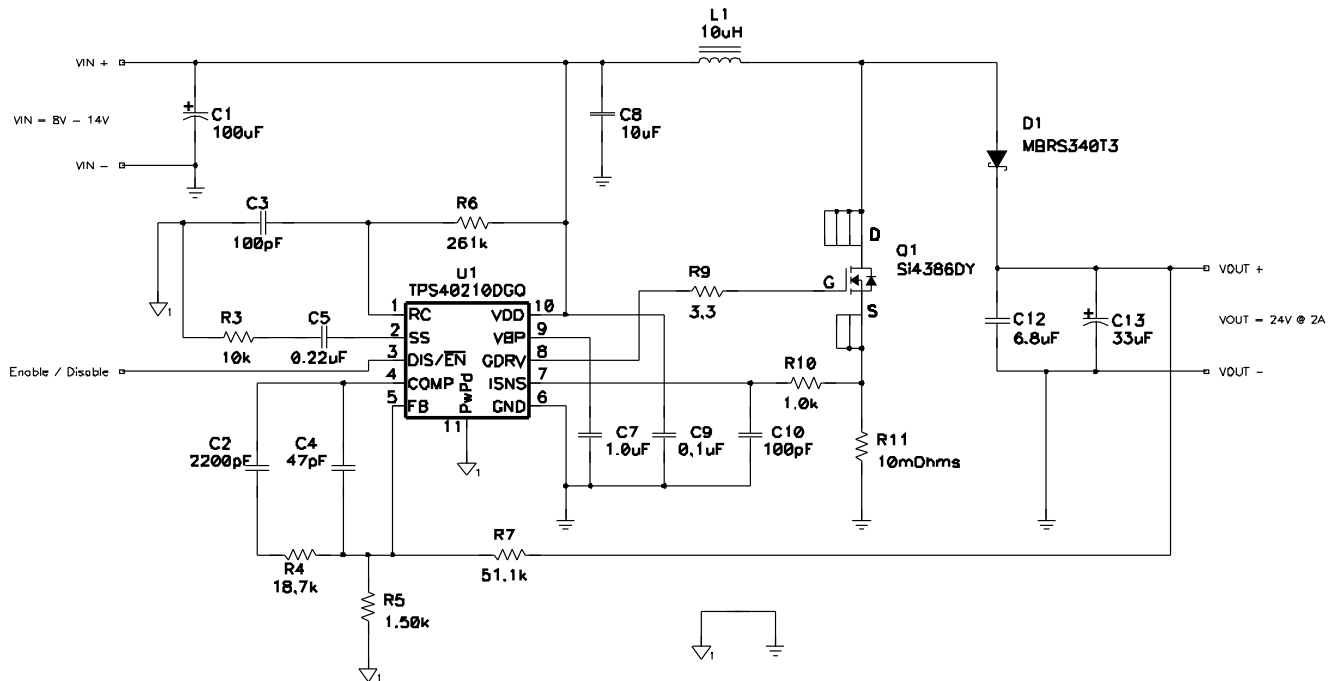 L1
10uH
VIN +
VIN = 8V - 14V
C1
100uF
VIN -
C8
10uF
D1
MBRS340T3
C3
100pF
R6
261k
1
D
Q1
Si4386DY
G
S
R9
3.3
U1
TPS40210DGQ
1 RC VDD 10
2 SS VBP 9
3 DIS/EN GDRV 8
4 COMP ISNS 7
5 FB GND 6
PwPd
11
1
R3
10k
C5
0.22uF
Enable / Disable
VOUT +
VOUT = 24V @ 2A
VOUT -
C12
6.8uF
C13
33uF
R10
1.0k
C2
2200pF
C4
47pF
C7
1.0uF
C9
0.1uF
C10
100pF
R11
10mOhms
R4
18.7k
R7
51.1k
R5
1.50k
1
1